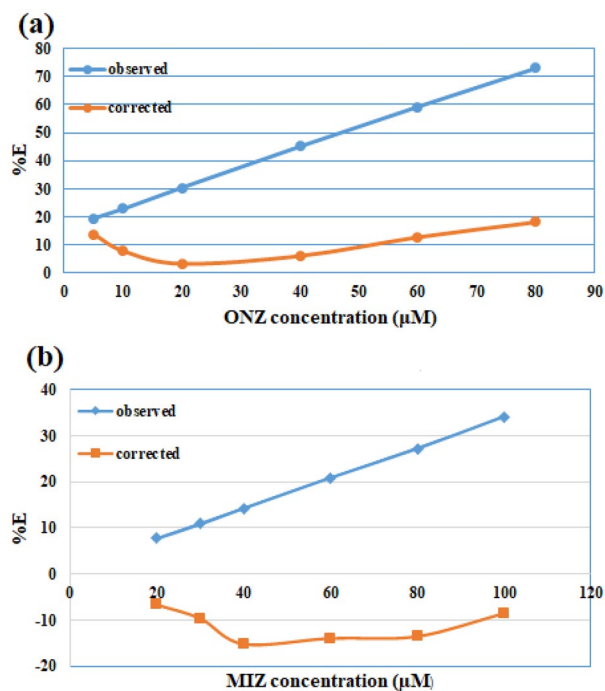 (a)
80
70
60
50
40
30
20
10
0
%E
observed
corrected
0 10 20 30 40 50 60 70 80 90
ONZ concentration (µM)
(b)
40
30
20
10
0
-10
-20
%E
observed
corrected
0 20 40 60 80 100 120
MIZ concentration (µM)